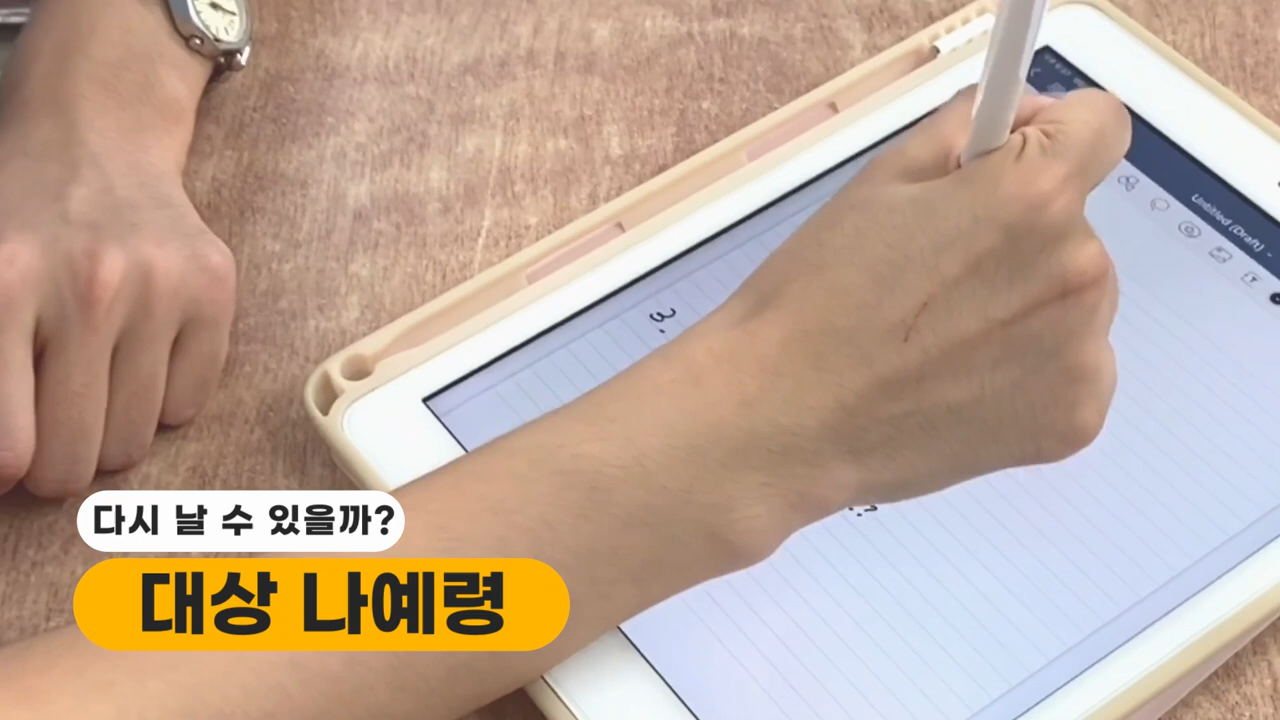 Untitled (Draft)
3.
?
다시 날 수 있을까?
대상 나예령